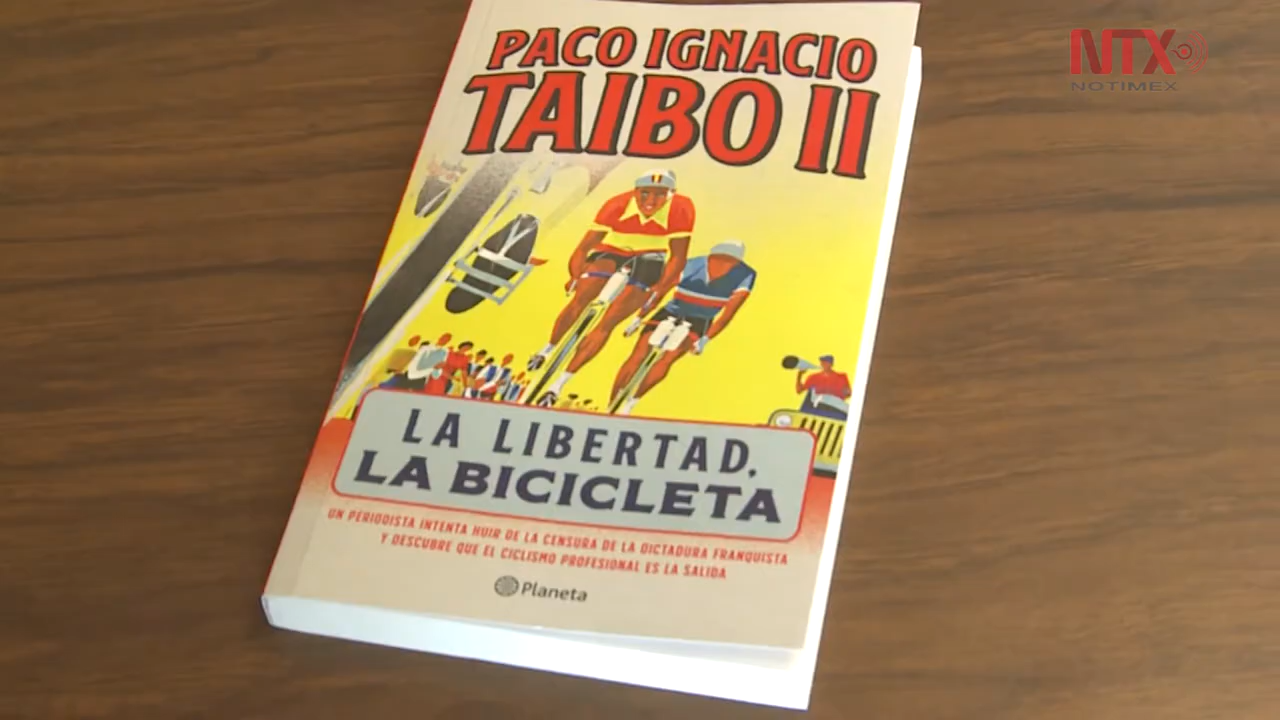 PACO IGNACIO
TAIBO II
LA LIBERTAD,
LA BICICLETA
UN PERIODISTA INTENTA HUIR DE LA CENSURA DE LA DICTADURA FRANQUISTA
Y DESCUBRE QUE EL CICLISMO PROFESIONAL ES LA SALIDA
Planeta
NTX
NOTIMEX